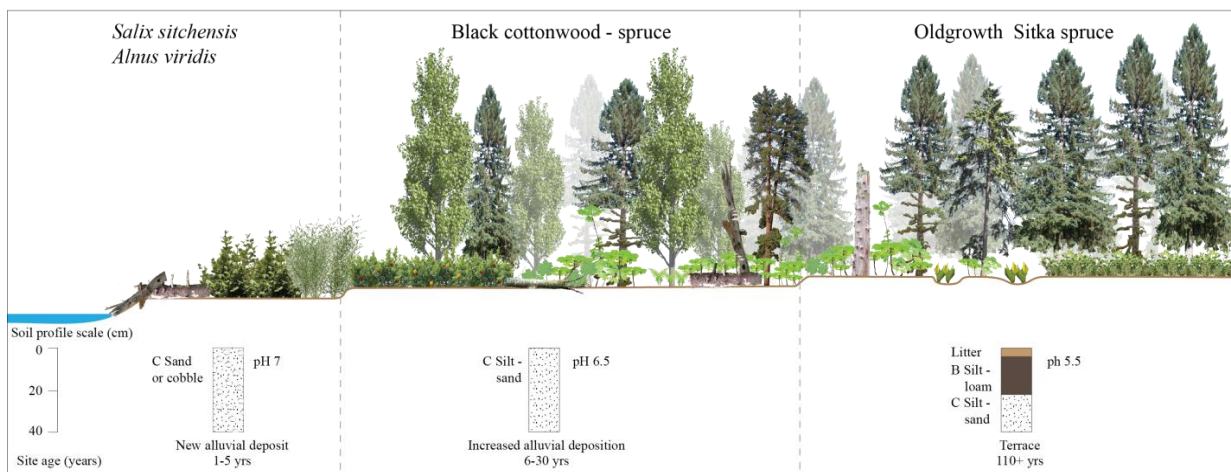 Salix sitchensis
Alnus viridis
Black cottonwood - spruce
Oldgrowth Sitka spruce
Soil profile scale (cm)
0
20
40
C Sand
or cobble
pH 7
C Silt -
sand
pH 6.5
Litter
B Silt -
loam
C Silt -
sand
ph 5.5
Site age (years)
New alluvial deposit
1-5 yrs
Increased alluvial deposition
6-30 yrs
Terrace
110+ yrs